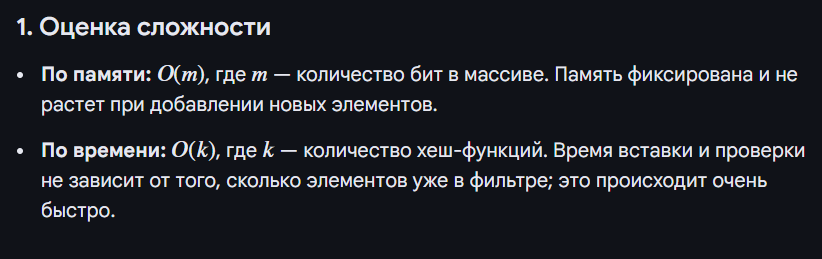 1. Оценка сложности
• По памяти: O(m), где m — количество бит в массиве. Память фиксирована и не
растет при добавлении новых элементов.
• По времени: O(k), где k — количество хеш-функций. Время вставки и проверки
не зависит от того, сколько элементов уже в фильтре; это происходит очень
быстро.